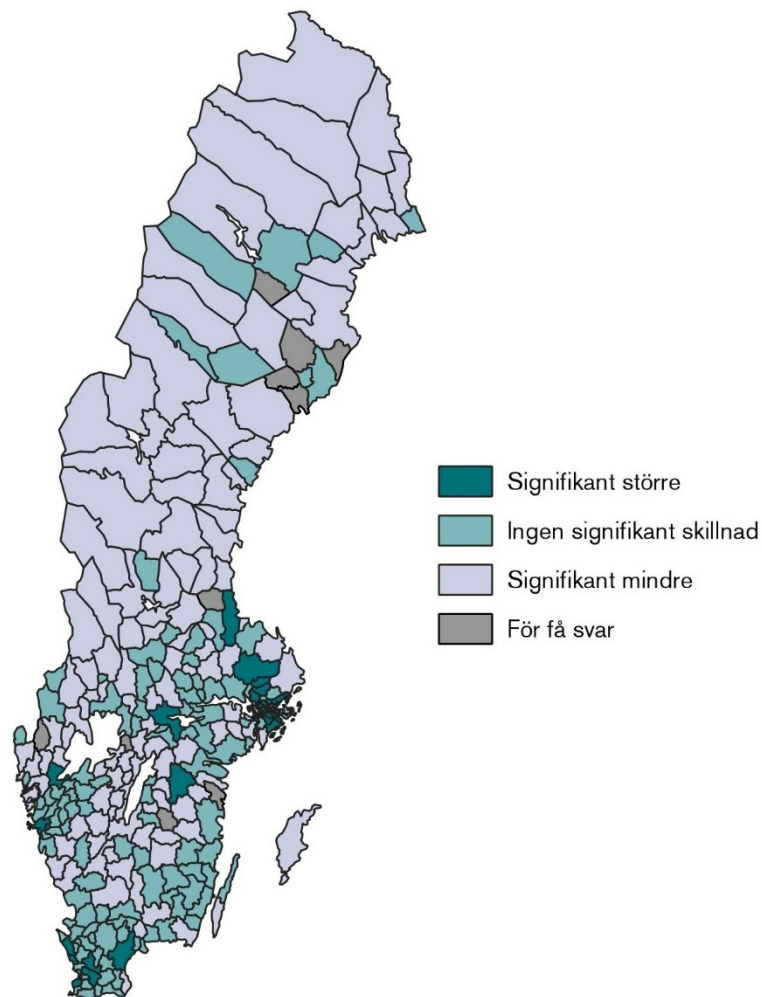 Signifikant större
Ingen signifikant skillnad
Signifikant mindre
För få svar